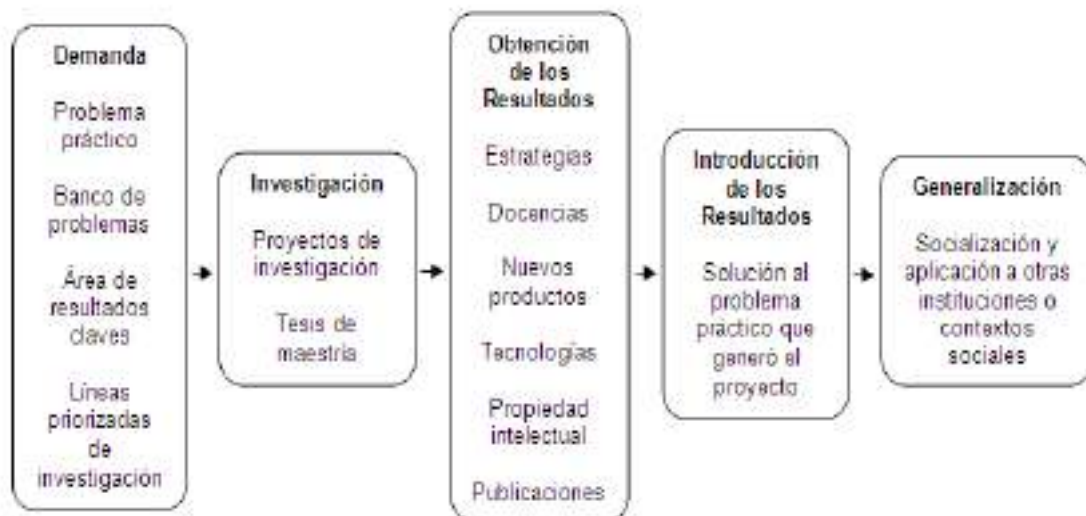 Demanda
Problema
práctico
Banco de
problemas
Área de
resultados
claves
Líneas
priorizadas
de
investigación
Investigación
Proyectos de
investigación
Tesis de
maestría
Obtención
de los
Resultados
Estrategias
Docencias
Nuevos
productos
Tecnologías
Propiedad
intelectual
Publicaciones
Introducción
de los
Resultados
Solución al
problema
práctico que
generó el
proyecto
Generalización
Socialización y
aplicación a otras
instituciones o
contextos
sociales